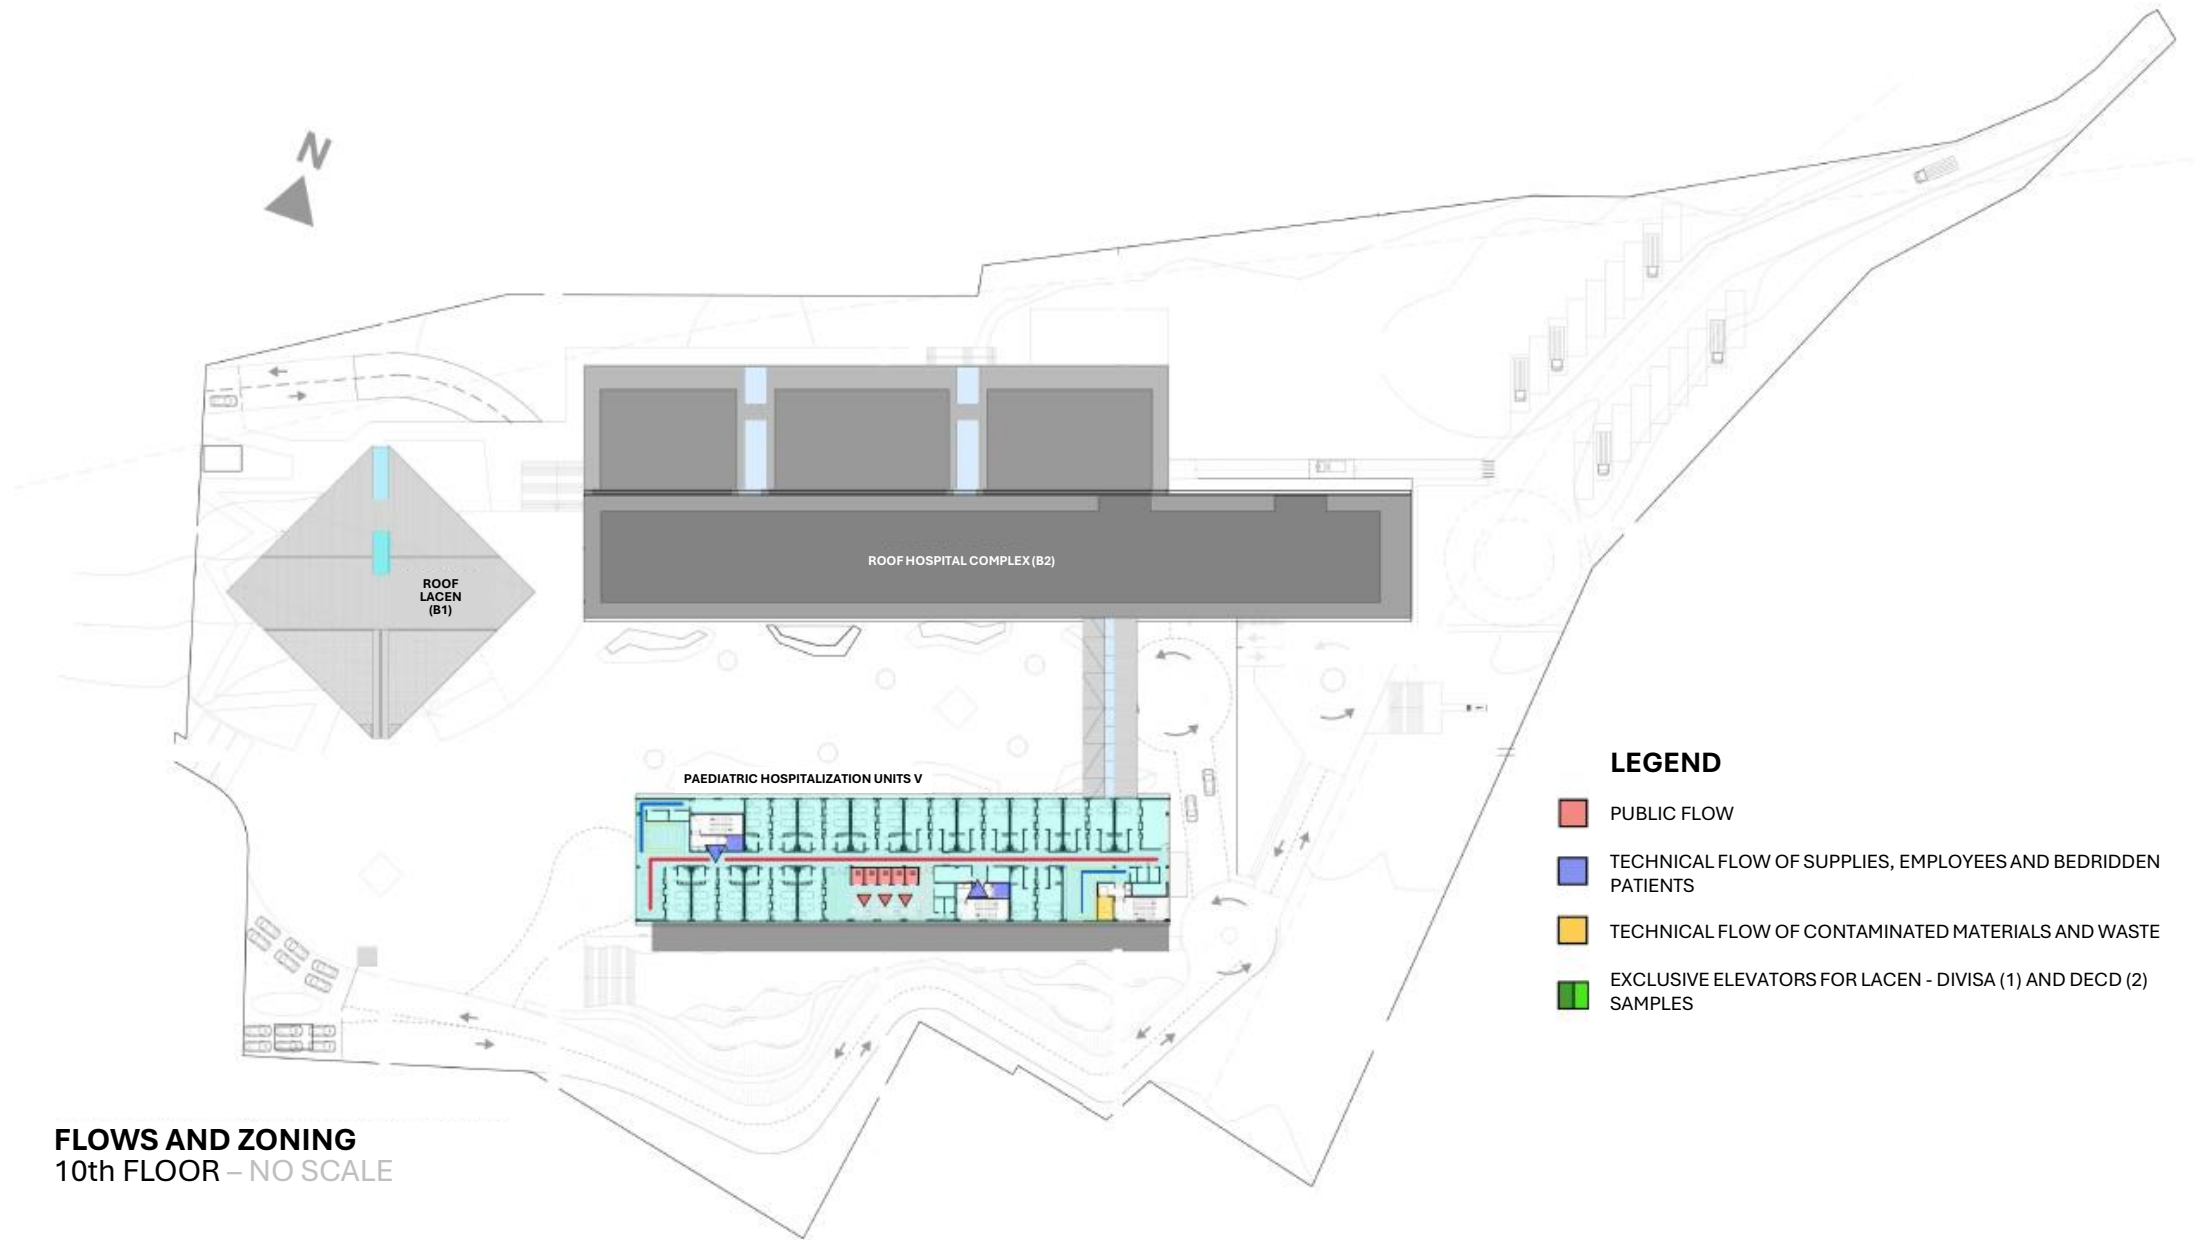 N
ROOF HOSPITAL COMPLEX (B2)
ROOF
LACEN
(B1)
PAEDIATRIC HOSPITALIZATION UNITS V
LEGEND
PUBLIC FLOW
TECHNICAL FLOW OF SUPPLIES, EMPLOYEES AND BEDRIDDEN
PATIENTS
TECHNICAL FLOW OF CONTAMINATED MATERIALS AND WASTE
EXCLUSIVE ELEVATORS FOR LACEN - DIVISA (1) AND DECD (2)
SAMPLES
FLOWS AND ZONING
10th FLOOR – NO SCALE